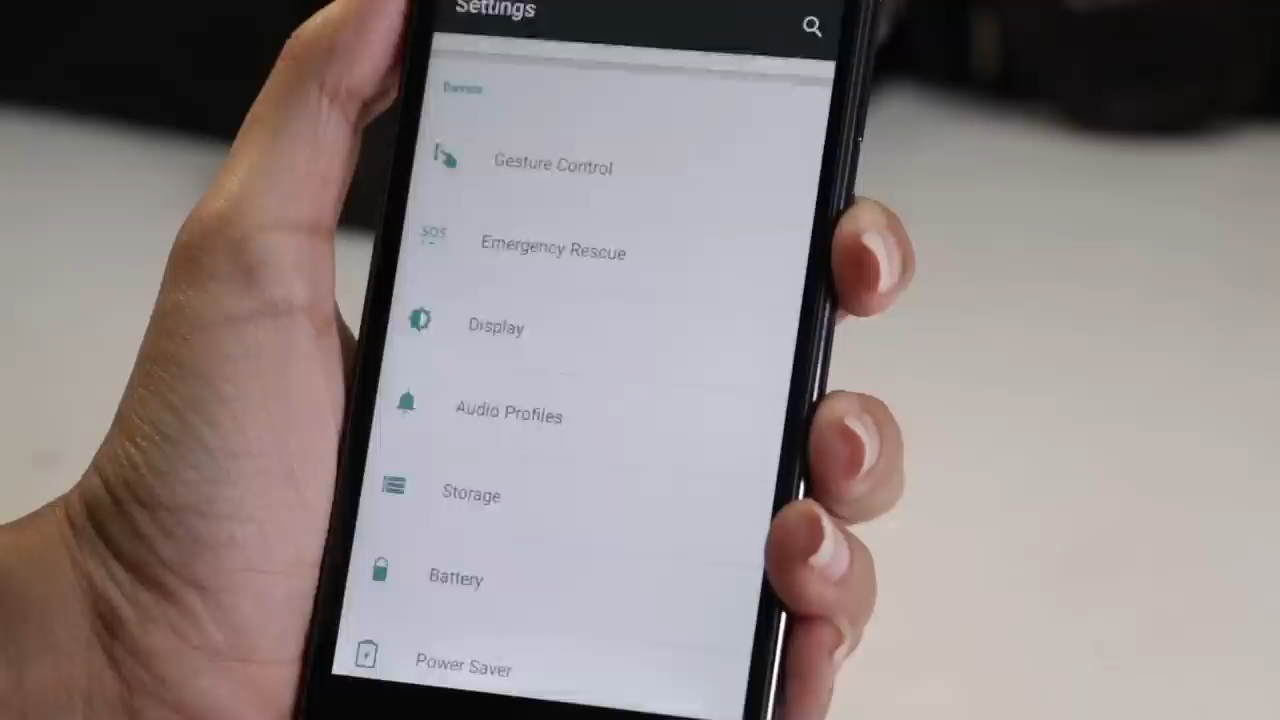 Settings
Gesture Control
SOS
Emergency Rescue
Display
Audio Profiles
Storage
Battery
Power Saver